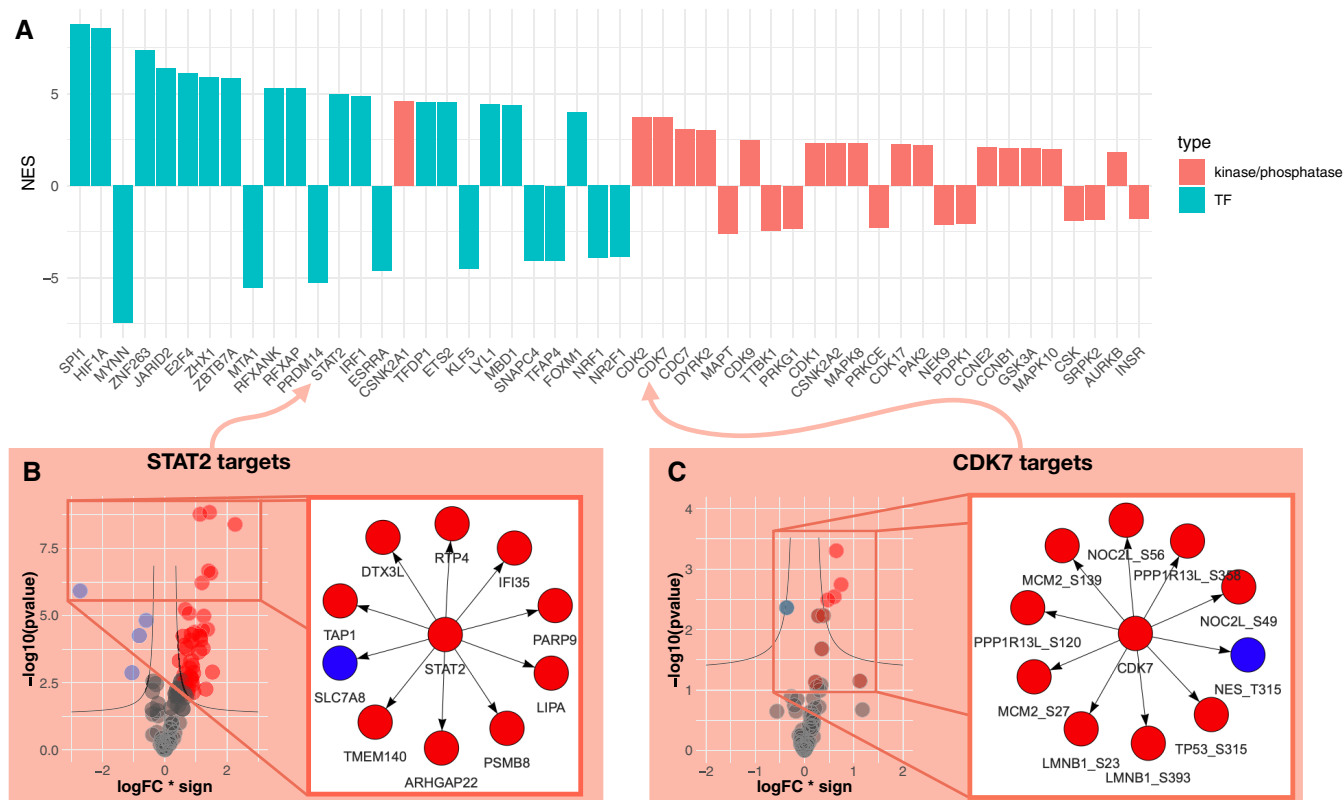 A
NES
5
0
−5
SPI1
HIF1A
MYNN
ZNF263
JARID2
E2F4
ZHX1
ZBTB7A
MTA1
RFXANK
RFXAP
PRDM14
STAT2
IRF1
ESRRA
CSNK2A1
TFDP1
ETS2
KLF5
LYL1
MBD1
SNAPC4
TFAP4
FOXM1
NRF1
NR2F1
CDK2
CDK7
CDC7
DYRK2
MAPT
CDK9
TTBK1
PRKG1
CDK1
CSNK2A2
MAPK8
PRKCE
CDK17
PAK2
NEK9
PDPK1
CCNE2
CCNB1
GSK3A
MAPK10
CSK
SRPK2
AURKB
INSR
type
kinase/phosphatase
TF
B
STAT2 targets
−log10(pvalue)
7.5
5.0
2.5
0.0
−2
0
2
logFC * sign
DTX3L
RTP4
IFI35
TAP1
PARP9
STAT2
SLC7A8
LIPA
TMEM140
PSMB8
ARHGAP22
C
CDK7 targets
−log10(pvalue)
4
3
2
1
0
−2
−1
0
1
2
logFC * sign
NOC2L_S56
MCM2_S139
PPP1R13L_S358
NOC2L_S49
PPP1R13L_S120
CDK7
NES_T315
MCM2_S27
TP53_S315
LMNB1_S23
LMNB1_S393